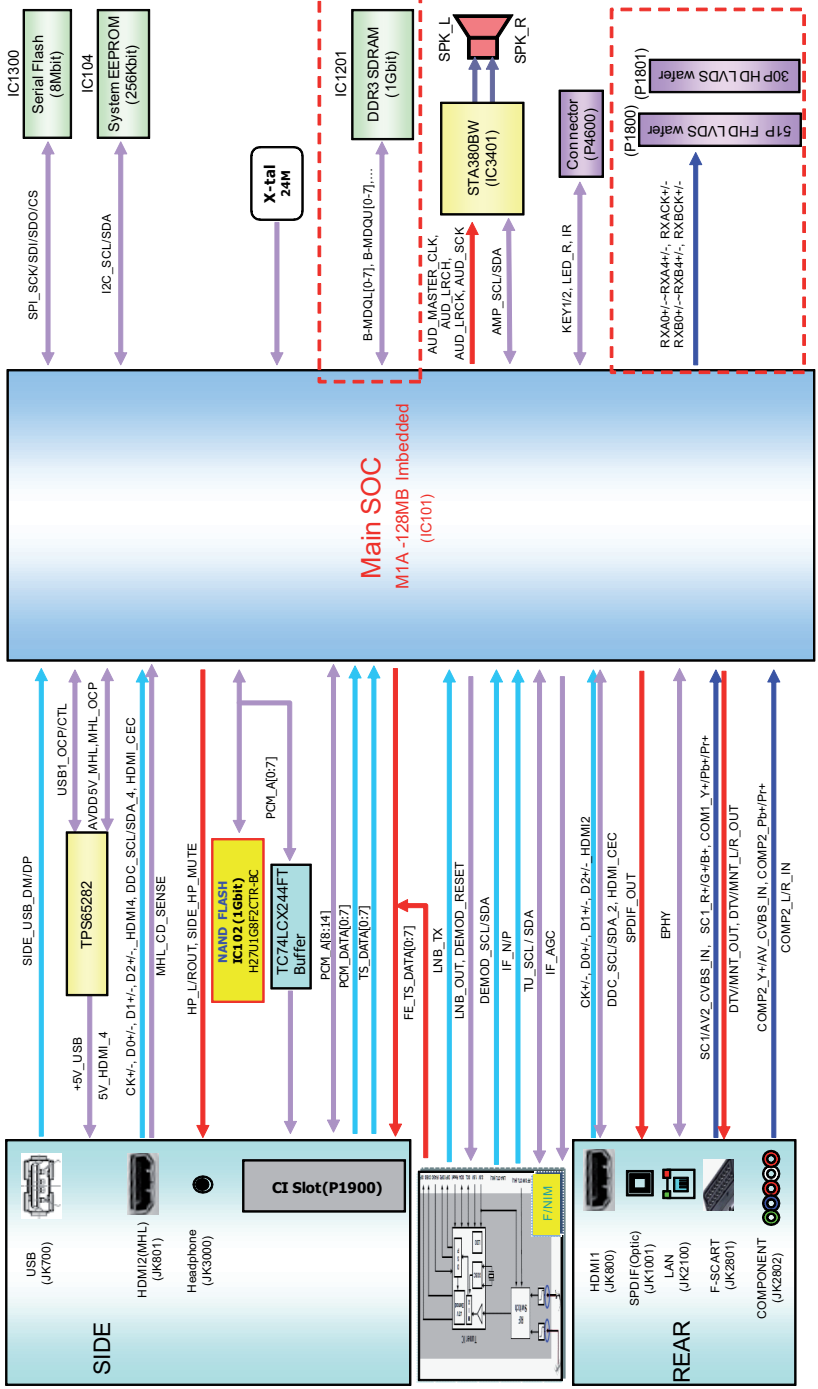 SIDE
USB
(JK700)
HDMI2(MHL)
(JK801)
Headphone
(JK3000)
CI Slot(P1900)
F/NIM
REAR
HDMI1
(JK800)
SPDIF(Optic)
(JK1001)
LAN
(JK2100)
F-SCART
(JK2801)
COMPONENT
(JK2802)
SIDE_USB_DM/DP
+5V_USB
5V_HDMI_4
TPS65282
USB1_OCP/CTL
AVDD5V_MHL,MHL_OCP
CK+/-, D0+/-, D1+/-, D2+/-_HDMI4, DDC_SCL/SDA_4, HDMI_CEC
MHL_CD_SENSE
HP_L/ROUT, SIDE_HP_MUTE
NAND FLASH
IC102 (1Gbit)
H27U1G8F2CTR-BC
TC74LCX244FT
Buffer
PCM_A[0:7]
PCM_A[8:14]
PCM_DATA[0:7]
TS_DATA[0:7]
FE_TS_DATA[0:7]
LNB_TX
LNB_OUT, DEMOD_RESET
DEMOD_SCL/SDA
IF_N/P
TU_SCL / SDA
IF_AGC
CK+/-, D0+/-, D1+/-, D2+/-_HDMI2
DDC_SCL/SDA_2, HDMI_CEC
SPDIF_OUT
EPHY
SC1/AV2_CVBS_IN, SC1_R+/G+/B+, COM1_Y+/Pb+/Pr+
DTV/MNT_OUT, DTV/MNT_L/R_OUT
COMP2_Y+/AV_CVBS_IN, COMP2_Pb+/Pr+
COMP2_L/R_IN
Main SOC
M1A -128MB Imbedded
(IC101)
SPI_SCK/SDI/SDO/CS
IC1300
Serial Flash
(8Mbit)
I2C_SCL/SDA
IC104
System EEPROM
(256Kbit)
X-tal
24M
B-MDQL[0-7], B-MDQU[0-7],....
IC1201
DDR3 SDRAM
(1Gbit)
AUD_MASTER_CLK,
AUD_LRCH,
AUD_LRCK, AUD_SCK
AMP_SCL/SDA
STA380BW
(IC3401)
SPK_L
SPK_R
KEY1/2, LED_R, IR
Connector
(P4600)
RXA0+/-~RXA4+/-, RXACK+/-
RXB0+/-~RXB4+/-, RXBCK+/-
(P1800)
51P FHD LVDS wafer
(P1801)
30P HD LVDS wafer